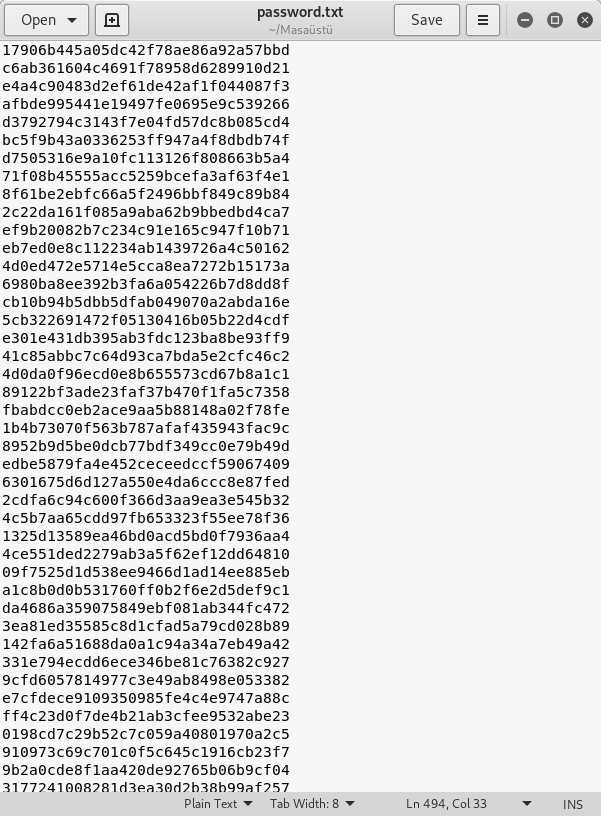 Open
password.txt
~/Masaüstü
Save
17906b445a05dc42f78ae86a92a57bbd
c6ab361604c4691f78958d6289910d21
e4a4c90483d2ef61de42af1f044087f3
afbde995441e19497fe0695e9c539266
d3792794c3143f7e04fd57dc8b085cd4
bc5f9b43a0336253ff947a4f8dbdb74f
d7505316e9a10fc113126f808663b5a4
71f08b45555acc5259bcefa3af63f4e1
8f61be2ebfc66a5f2496bbf849c89b84
2c22da161f085a9aba62b9bbedbd4ca7
ef9b20082b7c234c91e165c947f10b71
eb7ed0e8c112234ab1439726a4c50162
4d0ed472e5714e5cca8ea7272b15173a
6980ba8ee392b3fa6a054226b7d8dd8f
cb10b94b5dbb5dfab049070a2abda16e
5cb322691472f05130416b05b22d4cdf
e301e431db395ab3fdc123ba8be93ff9
41c85abbc7c64d93ca7bda5e2cfc46c2
4d0da0f96ecd0e8b655573cd67b8a1c1
89122bf3ade23faf37b470f1fa5c7358
fbabdcc0eb2ace9aa5b88148a02f78fe
1b4b73070f563b787afaf435943fac9c
8952b9d5be0dcb77bdf349cc0e79b49d
edbe5879fa4e452ceceedccf59067409
6301675d6d127a550e4da6ccc8e87fed
2cdfa6c94c600f366d3aa9ea3e545b32
4c5b7aa65cdd97fb653323f55ee78f36
1325d13589ea46bd0acd5bd0f7936aa4
4ce551ded2279ab3a5f62ef12dd64810
09f7525d1d538ee9466d1ad14ee885eb
a1c8b0d0b531760ff0b2f6e2d5def9c1
da4686a359075849ebf081ab344fc472
3ea81ed35585c8d1cfad5a79cd028b89
142fa6a51688da0a1c94a34a7eb49a42
331e794ecdd6ece346be81c76382c927
9cfd6057814977c3e49ab8498e053382
e7cfdece9109350985fe4c4e9747a88c
ff4c23d0f7de4b21ab3cfee9532abe23
0198cd7c29b52c7c059a40801970a2c5
910973c69c701c0f5c645c1916cb23f7
9b2a0cde8f1aa420de92765b06b9cf04
3177241008281d3ea30d2b38b99af257
Plain Text
Tab Width: 8
Ln 494, Col 33
INS